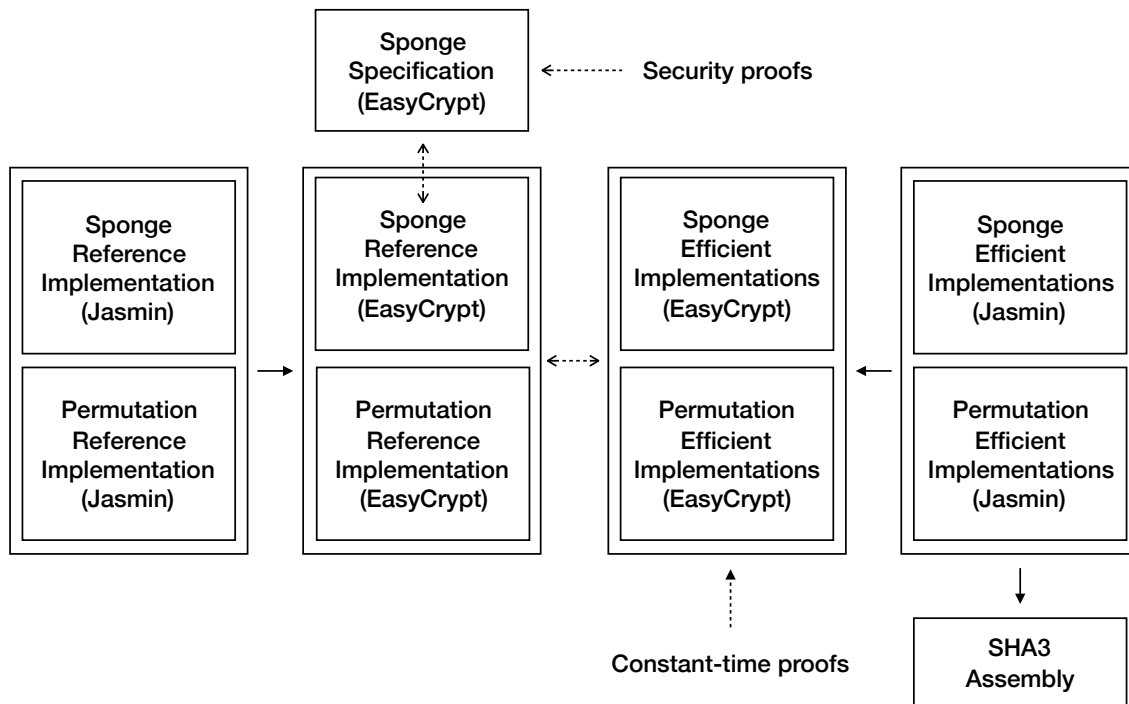 Sponge
Specification
(EasyCrypt)
Security proofs
Sponge
Reference
Implementation
(Jasmin)
Sponge
Reference
Implementation
(EasyCrypt)
Sponge
Efficient
Implementations
(EasyCrypt)
Sponge
Efficient
Implementations
(Jasmin)
Permutation
Reference
Implementation
(Jasmin)
Permutation
Reference
Implementation
(EasyCrypt)
Permutation
Efficient
Implementations
(EasyCrypt)
Permutation
Efficient
Implementations
(Jasmin)
Constant-time proofs
SHA3
Assembly